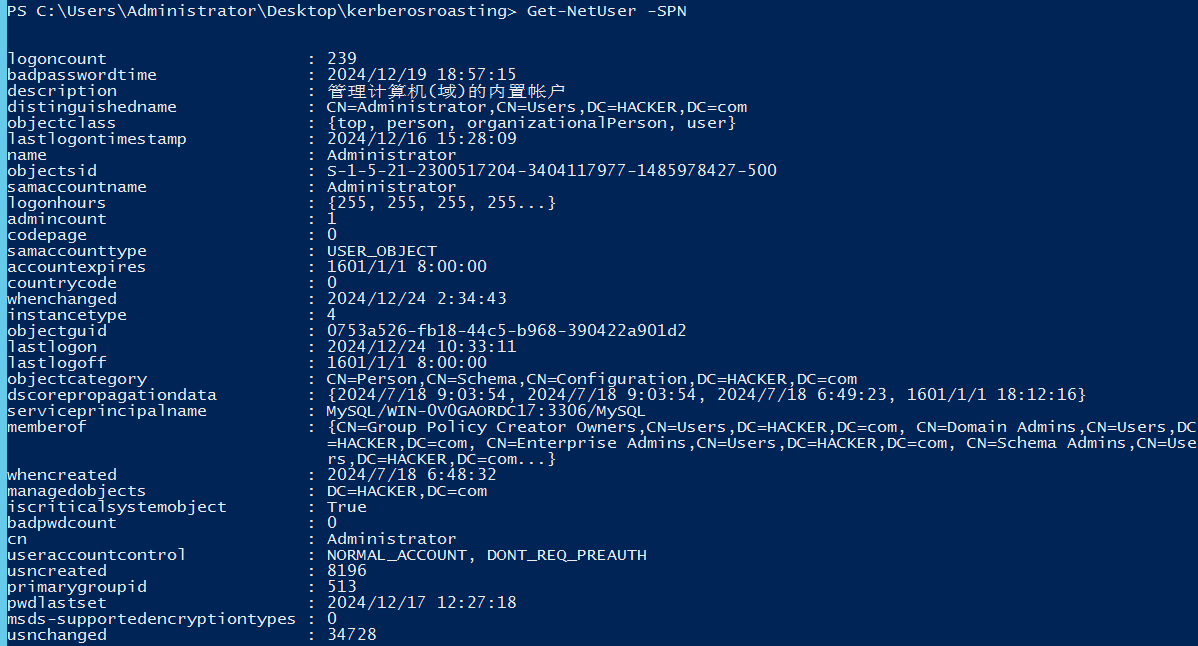 PS C:\Users\Administrator\Desktop\kerberosroasting> Get-NetUser -SPN
logoncount : 239
badpasswordtime : 2024/12/19 18:57:15
description : 管理计算机(域)的内置帐户
distinguishedname : CN=Administrator,CN=Users,DC=HACKER,DC=com
objectclass : {top, person, organizationalPerson, user}
lastlogontimestamp : 2024/12/16 15:28:09
name : Administrator
objectsid : S-1-5-21-2300517204-3404117977-1485978427-500
samaccountname : Administrator
logonhours : {255, 255, 255, 255...}
admincount : 1
codepage : 0
samaccounttype : USER_OBJECT
accountexpires : 1601/1/1 8:00:00
countrycode : 0
whenchanged : 2024/12/24 2:34:43
instancetype : 4
objectguid : 0753a526-fb18-44c5-b968-390422a901d2
lastlogon : 2024/12/24 10:33:11
lastlogoff : 1601/1/1 8:00:00
objectcategory : CN=Person,CN=Schema,CN=Configuration,DC=HACKER,DC=com
dscorepropagationdata : {2024/7/18 9:03:54, 2024/7/18 9:03:54, 2024/7/18 6:49:23, 1601/1/1 18:12:16}
serviceprincipalname : MySQL/WIN-0V0GAORDC17:3306/MySQL
memberof : {CN=Group Policy Creator Owners,CN=Users,DC=HACKER,DC=com, CN=Domain Admins,CN=Users,DC
=HACKER,DC=com, CN=Enterprise Admins,CN=Users,DC=HACKER,DC=com, CN=Schema Admins,CN=Use
rs,DC=HACKER,DC=com...}
whencreated : 2024/7/18 6:48:32
managedobjects : DC=HACKER,DC=com
iscriticalsystemobject : True
badpwdcount : 0
cn : Administrator
useraccountcontrol : NORMAL_ACCOUNT, DONT_REQ_PREAUTH
usncreated : 8196
primarygroupid : 513
pwdlastset : 2024/12/17 12:27:18
msds-supportedencryptiontypes : 0
usnchanged : 34728